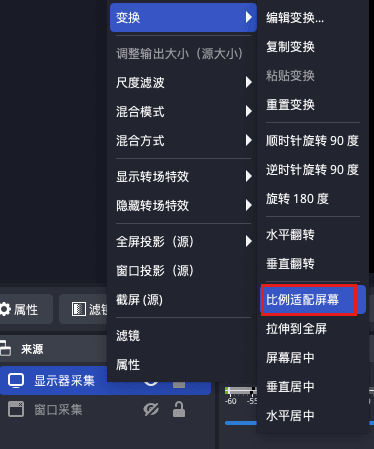 变换
调整输出大小（源大小）
尺度滤波
混合模式
混合方式
显示转场特效
隐藏转场特效
全屏投影（源）
窗口投影（源）
截屏 (源)
滤镜
属性
编辑变换...
复制变换
粘贴变换
重置变换
顺时针旋转 90 度
逆时针旋转 90 度
旋转 180 度
水平翻转
垂直翻转
比例适配屏幕
拉伸到全屏
屏幕居中
垂直居中
水平居中
属性
滤镜
来源
显示器采集
窗口采集
-60